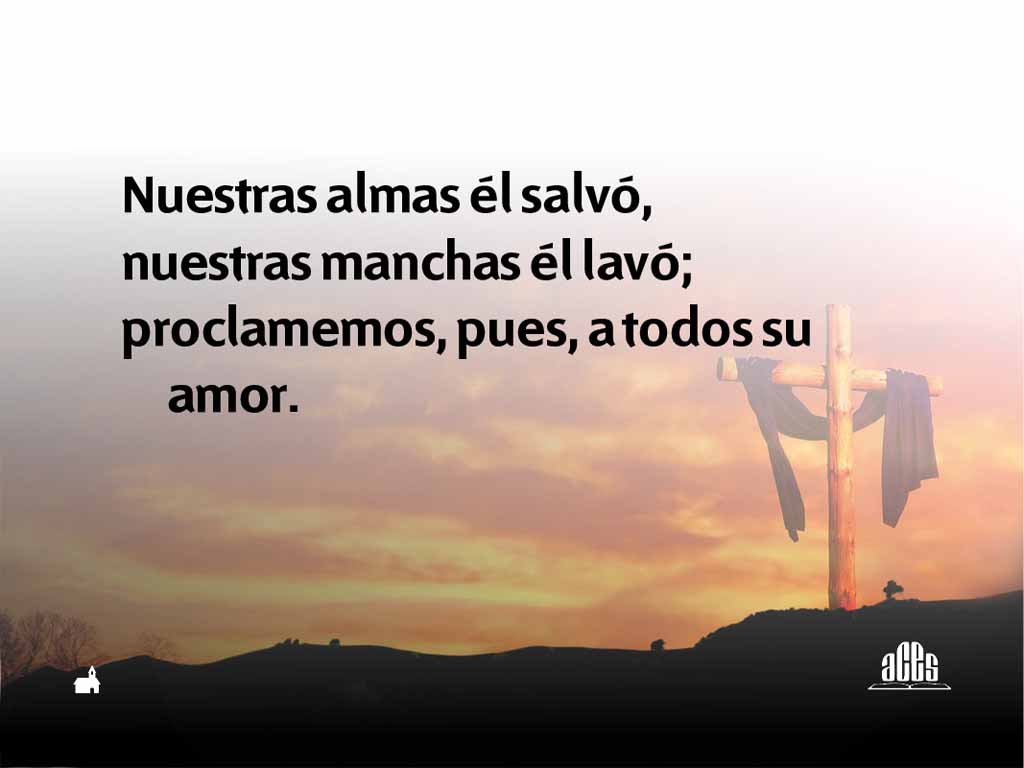 Nuestras almas él salvó,
nuestras manchas él lavó;
proclamemos, pues, a todos su
amor.
aces